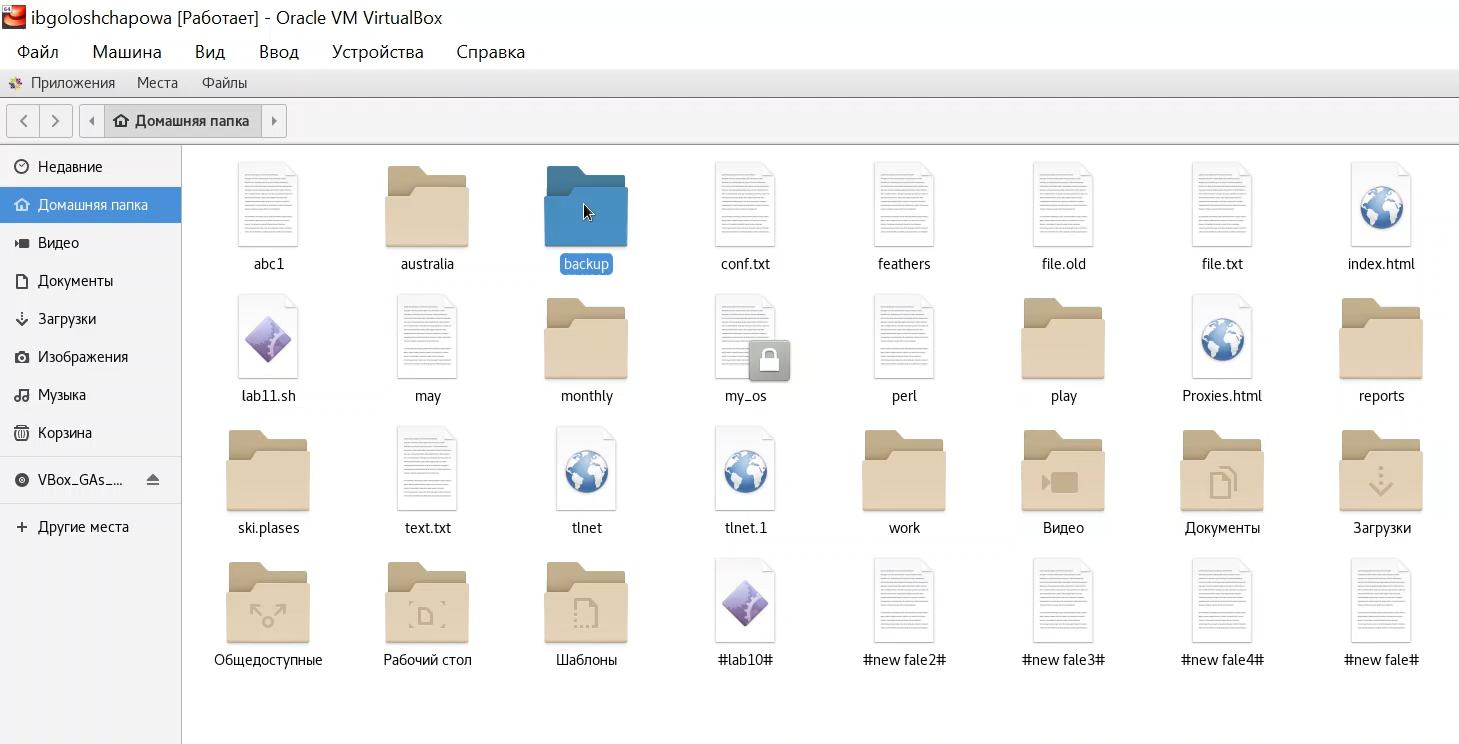 ibgoloshchapowa [Работает] - Oracle VM VirtualBox
Файл Машина Вид Ввод Устройства Справка
Приложения Места Файлы
Домашняя папка
Недавние
Домашняя папка
Видео
Документы
Загрузки
Изображения
Музыка
Корзина
VBox_GAs_...
Другие места
abc1 australia backup conf.txt feathers file.old file.txt index.html
lab11.sh may monthly my_os perl play Proxies.html reports
ski.plases text.txt tlnet tlnet.1 work Видео Документы Загрузки
Общедоступные Рабочий стол Шаблоны #lab10# #new fale2# #new fale3# #new fale4# #new fale#